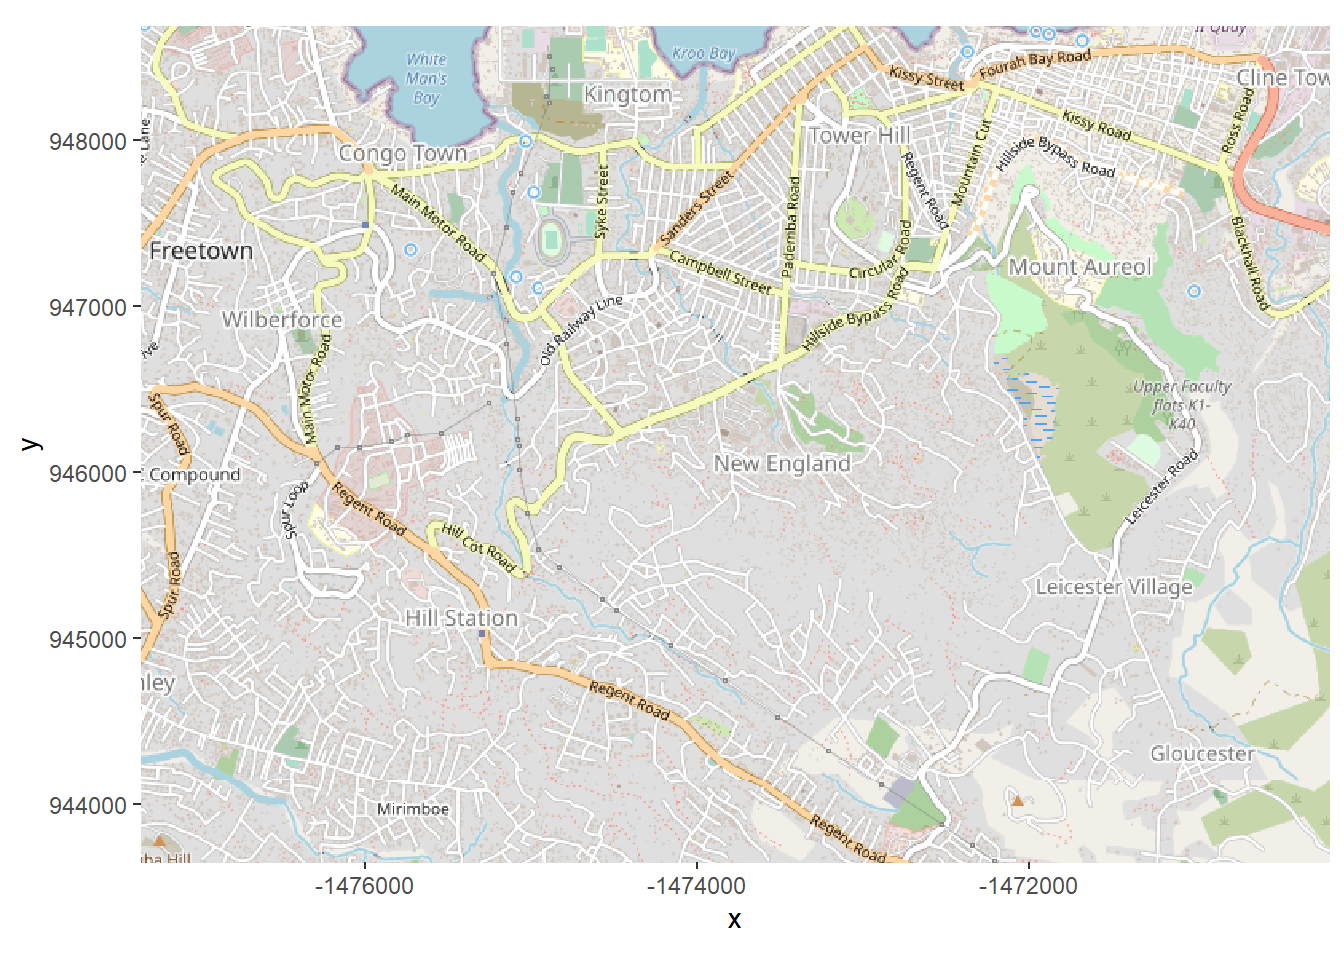 Kroo Bay
White
Man's
Bay
Kissy Street
Fourah Bay Road
Cline Tow
Kingtom
948000
Congo Town
Tower Hill
Kissy Road
Ross Road
Mountain Cut
Hillside Bypass Road
Regent Road
Main Motor Road
Syke Street
Sanders Street
Pademba Road
Freetown
Campbell Street
Circular Road
Mount Aureol
Blackhall Road
947000
Wilberforce
Old Railway Line
Hillside Bypass Road
Main Motor Road
Upper Faculty
flats K1-
K40
Spur Road
y
946000
Compound
New England
Spur Loop
Regent Road
Leicester Road
Hill Cot Road
Spur Road
Leicester Village
Hill Station
945000
nley
Regent Road
Gloucester
944000
Mirimboe
Regent Road
-1476000
-1474000
-1472000
x